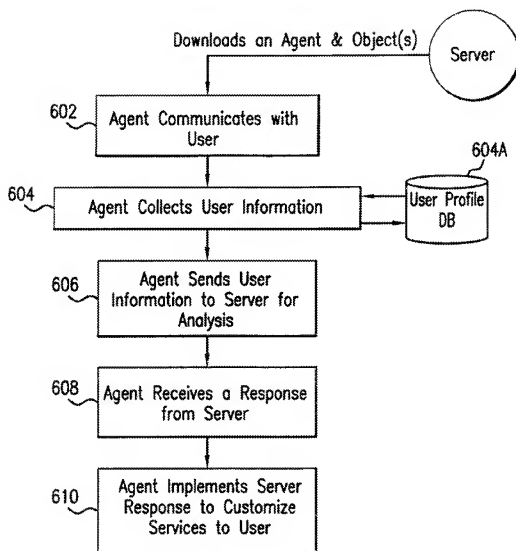 Downloads an Agent & Object(s)
Server
602
Agent Communicates with
User
604A
604
Agent Collects User Information
User Profile
DB
606
Agent Sends User
Information to Server for
Analysis
608
Agent Receives a Response
from Server
610
Agent Implements Server
Response to Customize
Services to User